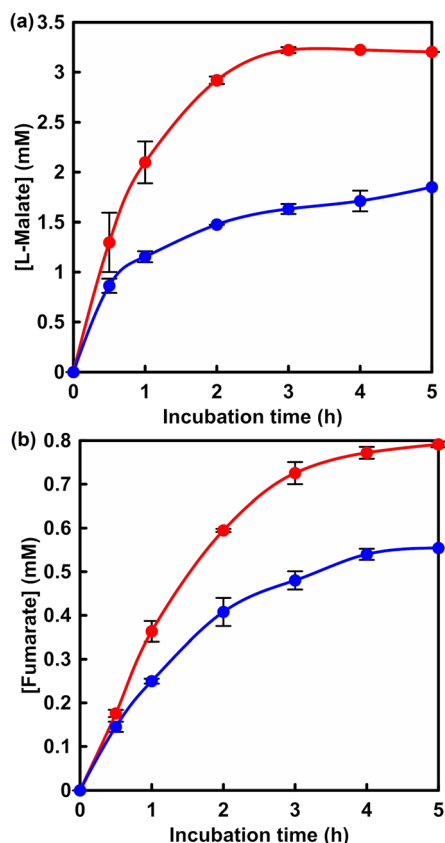 (a)
[L-Malate] (mM)
3.5
3
2.5
2
1.5
1
0.5
0
0 1 2 3 4 5
Incubation time (h)
(b)
[Fumarate] (mM)
0.8
0.7
0.6
0.5
0.4
0.3
0.2
0.1
0
0 1 2 3 4 5
Incubation time (h)